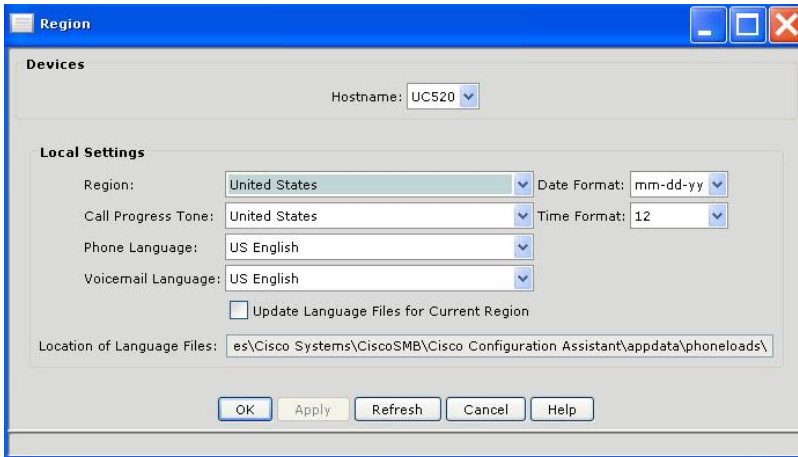 Region
Devices
Hostname: UC520
Local Settings
Region: United States Date Format: mm-dd-yy
Call Progress Tone: United States Time Format: 12
Phone Language: US English
Voicemail Language: US English
Update Language Files for Current Region
Location of Language Files: es\Cisco Systems\CiscoSMB\Cisco Configuration Assistant\appdata\phoneloads\
OK Apply Refresh Cancel Help